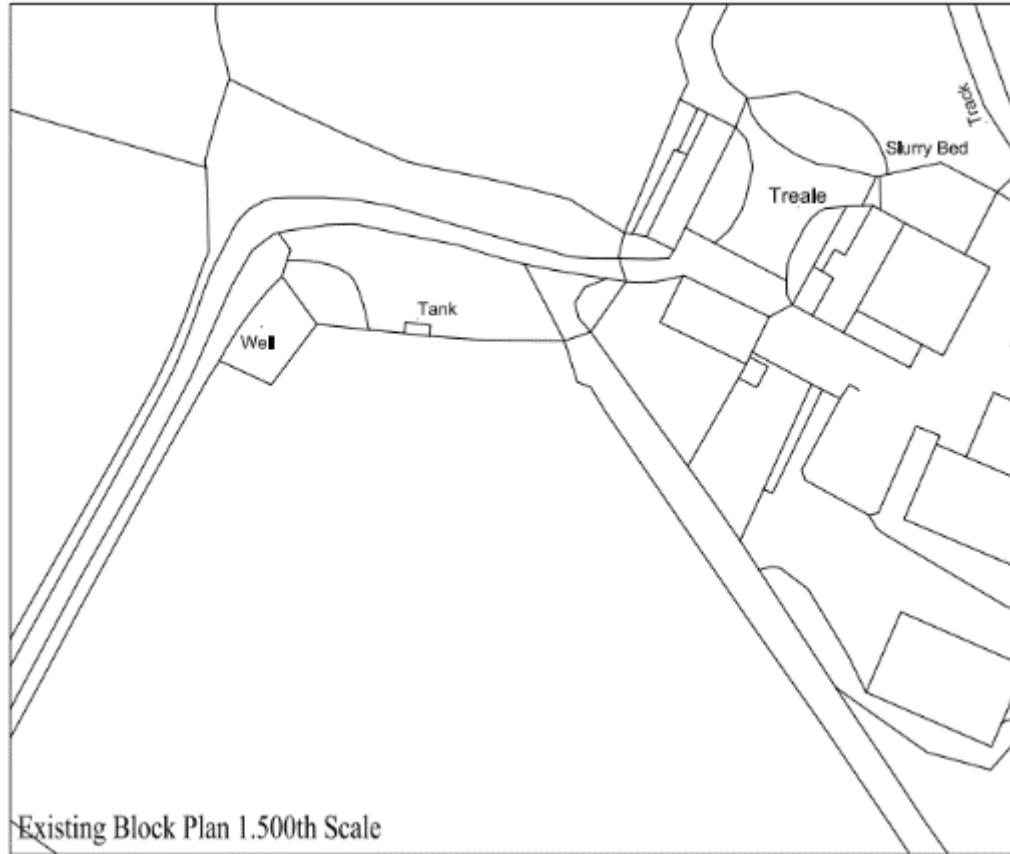 Track
Slurry Bed
Treale
Tank
Well
Existing Block Plan 1.500th Scale